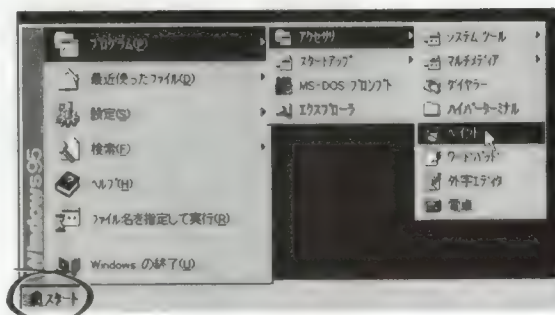 プログラム(P)
最近使ったファイル(D)
設定(S)
検索(F)
ヘルプ(H)
ファイル名を指定して実行(R)
Windows の終了(U)
Windows95
スタート
アクセサリ
スタートアップ
MS-DOS プロンプト
エクスプローラ
システム ツール
マルチメディア
ダイヤラー
ハイパーターミナル
ペイント
ワードパッド
外字エディタ
電卓